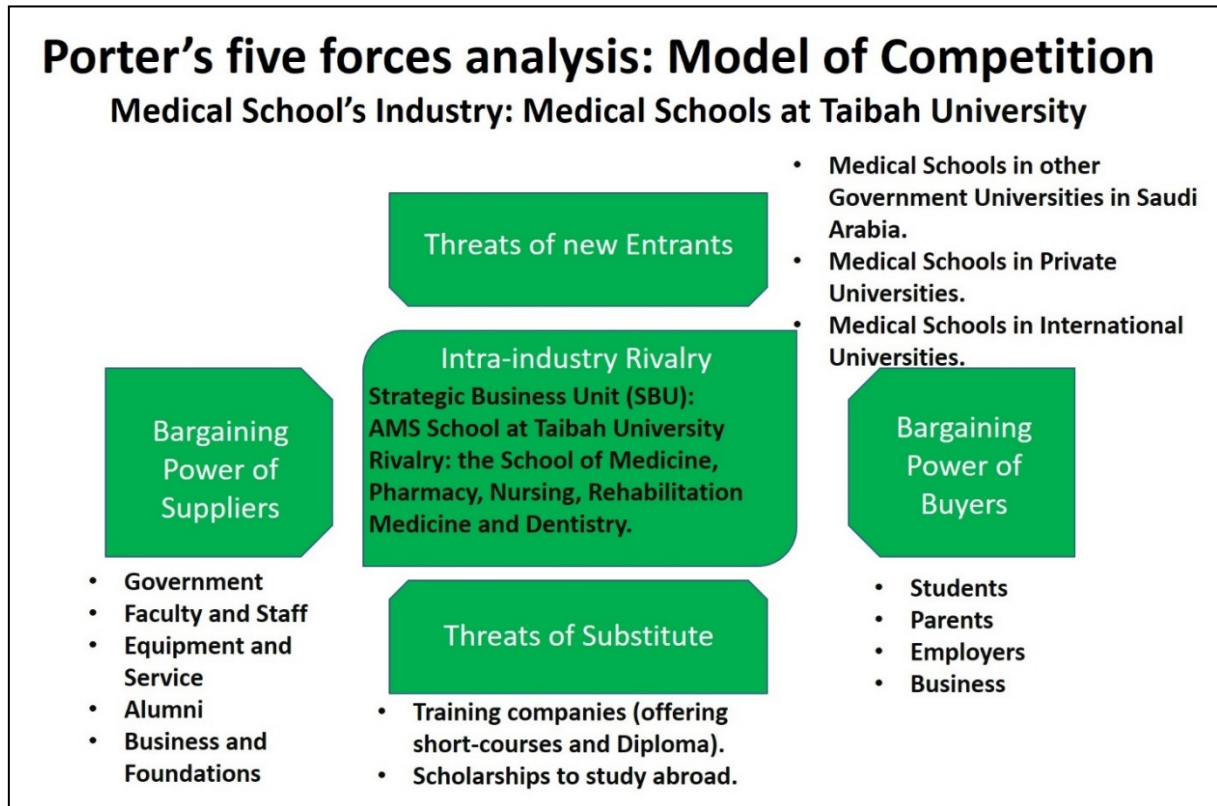 Porter’s five forces analysis: Model of Competition
Medical School’s Industry: Medical Schools at Taibah University
• Medical Schools in other
Government Universities in Saudi
Arabia.
• Medical Schools in Private
Universities.
• Medical Schools in International
Universities.
Threats of new Entrants
Intra-industry Rivalry
Strategic Business Unit (SBU):
AMS School at Taibah University
Rivalry: the School of Medicine,
Pharmacy, Nursing, Rehabilitation
Medicine and Dentistry.
Bargaining
Power of
Suppliers
• Government
• Faculty and Staff
• Equipment and
Service
• Alumni
• Business and
Foundations
Threats of Substitute
• Training companies (offering
short-courses and Diploma).
• Scholarships to study abroad.
Bargaining
Power of
Buyers
• Students
• Parents
• Employers
• Business